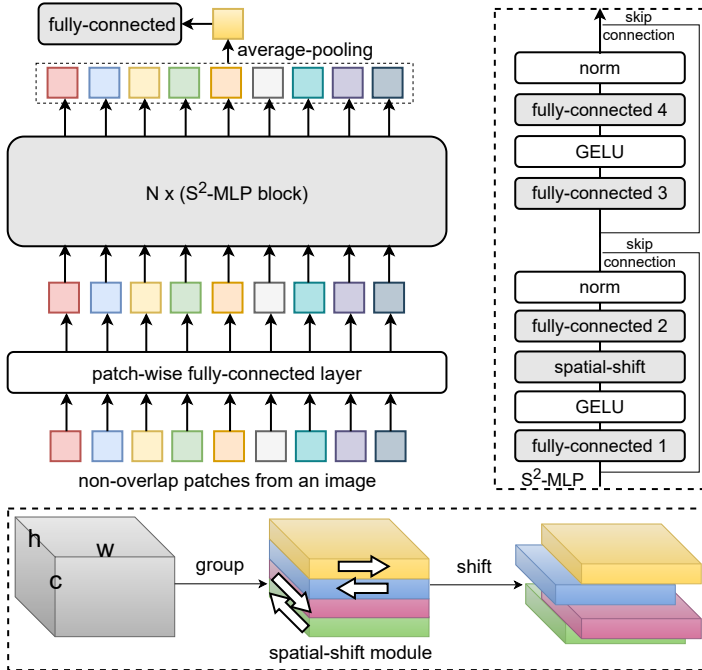 fully-connected
average-pooling
N x (S²-MLP block)
patch-wise fully-connected layer
non-overlap patches from an image
skip
connection
norm
fully-connected 4
GELU
fully-connected 3
skip
connection
norm
fully-connected 2
spatial-shift
GELU
fully-connected 1
S²-MLP
h
w
c
group
shift
spatial-shift module